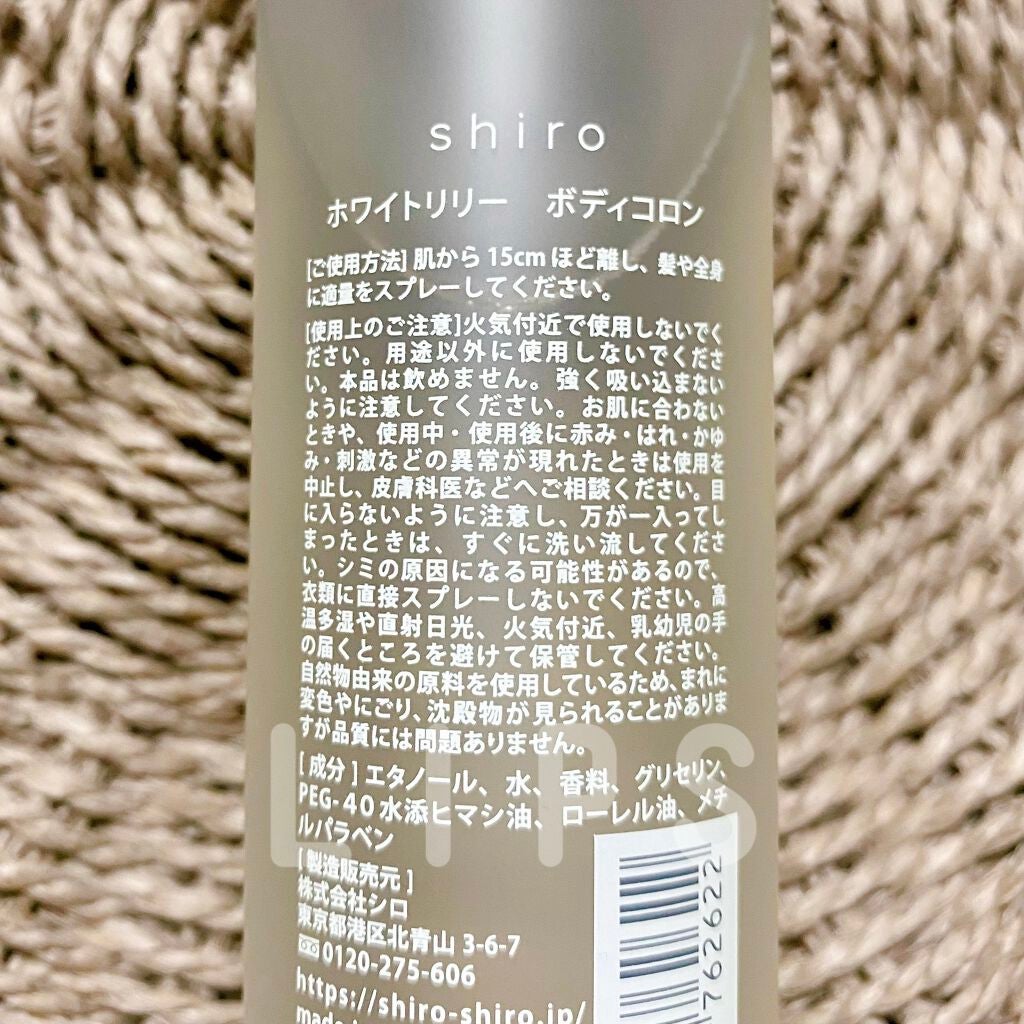 shiro
ホワイトリリー ボディコロン
[ご使用方法]肌から15cmほど離し、髪や全身
に適量をスプレーしてください。
[使用上のご注意]火気付近で使用しないでく
ださい。用途以外に使用しないでくださ
い。本品は飲めません。強く吸い込まない
ように注意してください。お肌に合わない
ときや、使用中・使用後に赤み・はれ・かゆ
み・刺激などの異常が現れたときは使用を
中止し、皮膚科医などへご相談ください。目
に入らないように注意し、万が一入ってし
まったときは、すぐに洗い流してくださ
い。シミの原因になる可能性があるので、
衣類に直接スプレーしないでください。高
温多湿や直射日光、火気付近、乳幼児の手
の届くところを避けて保管してください。
自然物由来の原料を使用しているため、まれに
変色やにごり、沈殿物が見られることがありま
すが品質には問題ありません。
LIPS
[成分]エタノール、水、香料、グリセリン、
PEG-40水添ヒマシ油、ローレル油、メチ
ルパラベン
[製造販売元]
株式会社シロ
東京都港区北青山3-6-7
0120-275-606
https://shiro-shiro.jp/
made in
762622